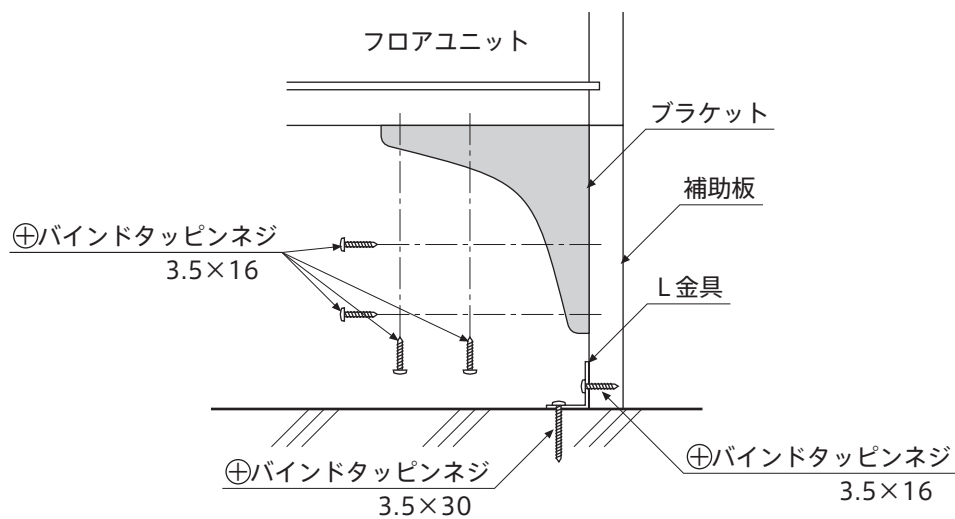 フロアユニット
ブラケット
補助板
⊕バインドタッピンネジ
3.5×16
L金具
⊕バインドタッピンネジ
3.5×30
⊕バインドタッピンネジ
3.5×16